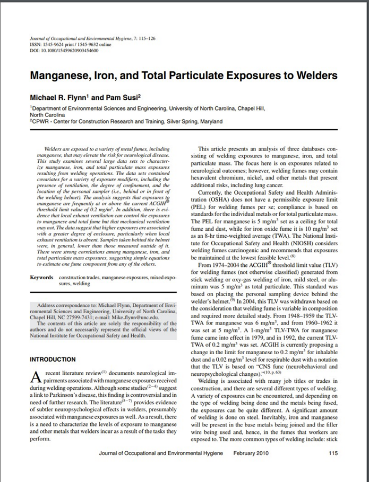 Journal of Occupational and Environmental Hygiene, 7: 115–126
ISSN: 1545-9624 print / 1545-9632 online
DOI: 10.1080/15459620903454600
Manganese, Iron, and Total Particulate Exposures to Welders
Michael R. Flynn¹ and Pam Susi²
¹Department of Environmental Sciences and Engineering, University of North Carolina, Chapel Hill,
North Carolina
²CPWR - Center for Construction Research and Training, Silver Spring, Maryland
Welders are exposed to a variety of metal fumes, including
manganese, that may elevate the risk for neurological disease.
This study examines several large data sets to character-
ize manganese, iron, and total particulate mass exposures
resulting from welding operations. The data sets contained
covariates for a variety of exposure modifiers, including the
presence of ventilation, the degree of confinement, and the
location of the personal sampler (i.e., behind or in front of
the welding helmet). The analysis suggests that exposures to
manganese are frequently at or above the current ACGIH®
threshold limit value of 0.2 mg/m³. In addition, there is evi-
dence that local exhaust ventilation can control the exposures
to manganese and total fume but that mechanical ventilation
may not. The data suggest that higher exposures are associated
with a greater degree of enclosure, particularly when local
exhaust ventilation is absent. Samples taken behind the helmet
were, in general, lower than those measured outside of it.
There were strong correlations among manganese, iron, and
total particulate mass exposures, suggesting simple equations
to estimate one fume component from any of the others.
Keywords construction trades, manganese exposures, mixed expo-
sures, welding
Address correspondence to: Michael Flynn, Department of Envi-
ronmental Sciences and Engineering, University of North Carolina,
Chapel Hill, NC 27599-7431; e-mail: Mike.flynn@unc.edu.
The contents of this article are solely the responsibility of the
authors and do not necessarily represent the official views of the
National Institute for Occupational Safety and Health.
INTRODUCTION
A recent literature review⁽¹⁾ documents neurological im-
pairments associated with manganese exposures received
during welding operations. Although some studies⁽²⁻⁴⁾ suggest
a link to Parkinson's disease, this finding is controversial and in
need of further research. The literature⁽⁵⁻⁷⁾ provides evidence
of subtler neuropsychological effects in welders, presumably
associated with manganese exposures as well. As a result, there
is a need to characterize the levels of exposure to manganese
and other metals that welders incur as a result of the tasks they
perform.
This article presents an analysis of three databases con-
sisting of welding exposures to manganese, iron, and total
particulate mass. The focus here is on exposures related to
neurological outcomes; however, welding fumes may contain
hexavalent chromium, nickel, and other metals that present
additional risks, including lung cancer.
Currently, the Occupational Safety and Health Adminis-
tration (OSHA) does not have a permissible exposure limit
(PEL) for welding fumes per se; compliance is based on
standards for the individual metals or for total particulate mass.
The PEL for manganese is 5 mg/m³ set as a ceiling for total
fume and dust, while for iron oxide fume it is 10 mg/m³ set
as an 8-hr time-weighted average (TWA). The National Insti-
tute for Occupational Safety and Health (NIOSH) considers
welding fumes carcinogenic and recommends that exposures
be maintained at the lowest feasible level.⁽⁸⁾
From 1974–2004 the ACGIH® threshold limit value (TLV)
for welding fumes (not otherwise classified) generated from
stick welding or oxy-gas welding of iron, mild steel, or alu-
minum was 5 mg/m³ as total particulate. This standard was
based on placing the personal sampling device behind the
welder's helmet.⁽⁹⁾ In 2004, this TLV was withdrawn based on
the consideration that welding fume is variable in composition
and required more detailed study. From 1948–1959 the TLV-
TWA for manganese was 6 mg/m³, and from 1960–1962 it
was set at 5 mg/m³. A 1-mg/m³ TLV-TWA for manganese
fume came into effect in 1979, and in 1992, the current TLV-
TWA of 0.2 mg/m³ was set. ACGIH is currently proposing a
change in the limit for manganese to 0.2 mg/m³ for inhalable
dust and a 0.02 mg/m³ level for respirable dust with a notation
that the TLV is based on "CNS func (neurobehavioral and
neuropsychological changes)."
Welding is associated with many job titles or trades in
construction, and there are several different types of welding.
A variety of exposures can be encountered, and depending on
the type of welding being done and the metals being fused,
the exposures can be quite different. A significant amount
of welding is done on steel. Inevitably, iron and manganese
will be present in the base metals being joined and the filler
wire being used and, hence, in the fumes that workers are
exposed to. The more common types of welding include: stick
Journal of Occupational and Environmental Hygiene February 2010 115